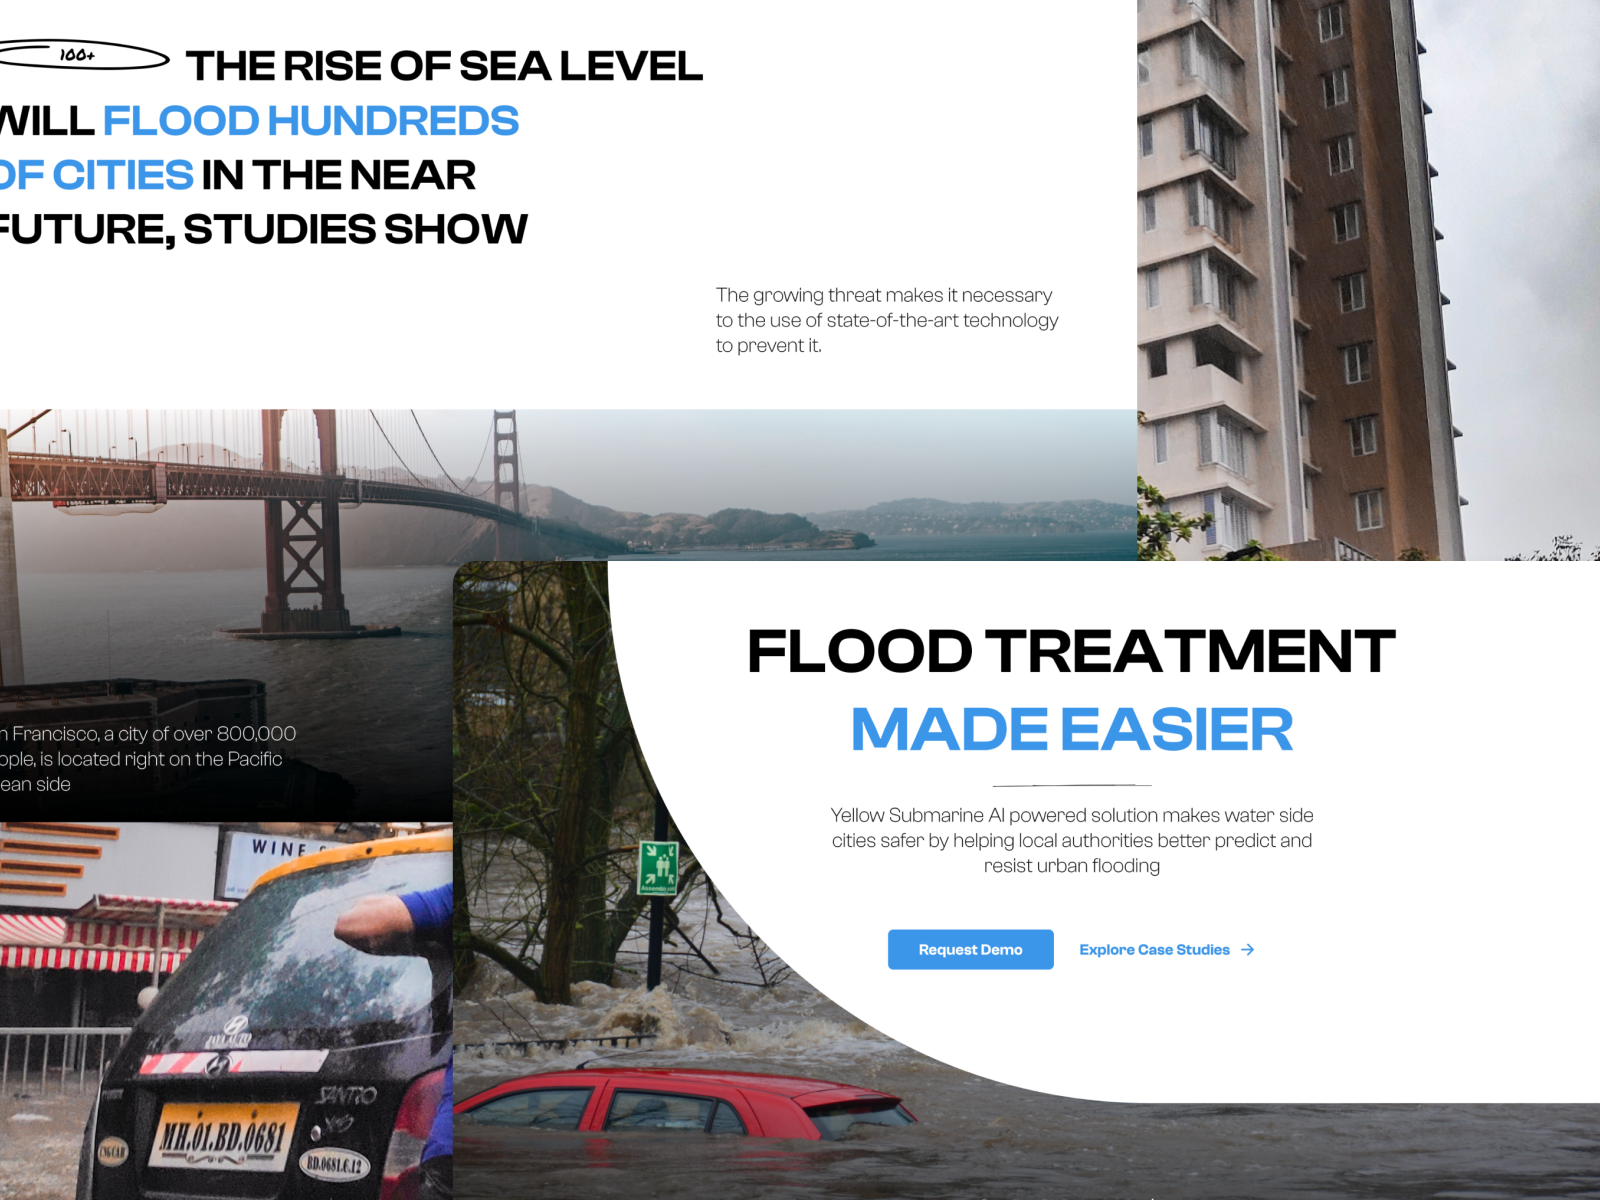 100+
THE RISE OF SEA LEVEL
WILL FLOOD HUNDREDS
OF CITIES IN THE NEAR
FUTURE, STUDIES SHOW
The growing threat makes it necessary
to the use of state-of-the-art technology
to prevent it.
n Francisco, a city of over 800,000
ople, is located right on the Pacific
ean side
FLOOD TREATMENT
MADE EASIER
Yellow Submarine AI powered solution makes water side
cities safer by helping local authorities better predict and
resist urban flooding
Request Demo
Explore Case Studies →
WINE
SANTRO
MH.01.BD.0681
BD.0681.6.12